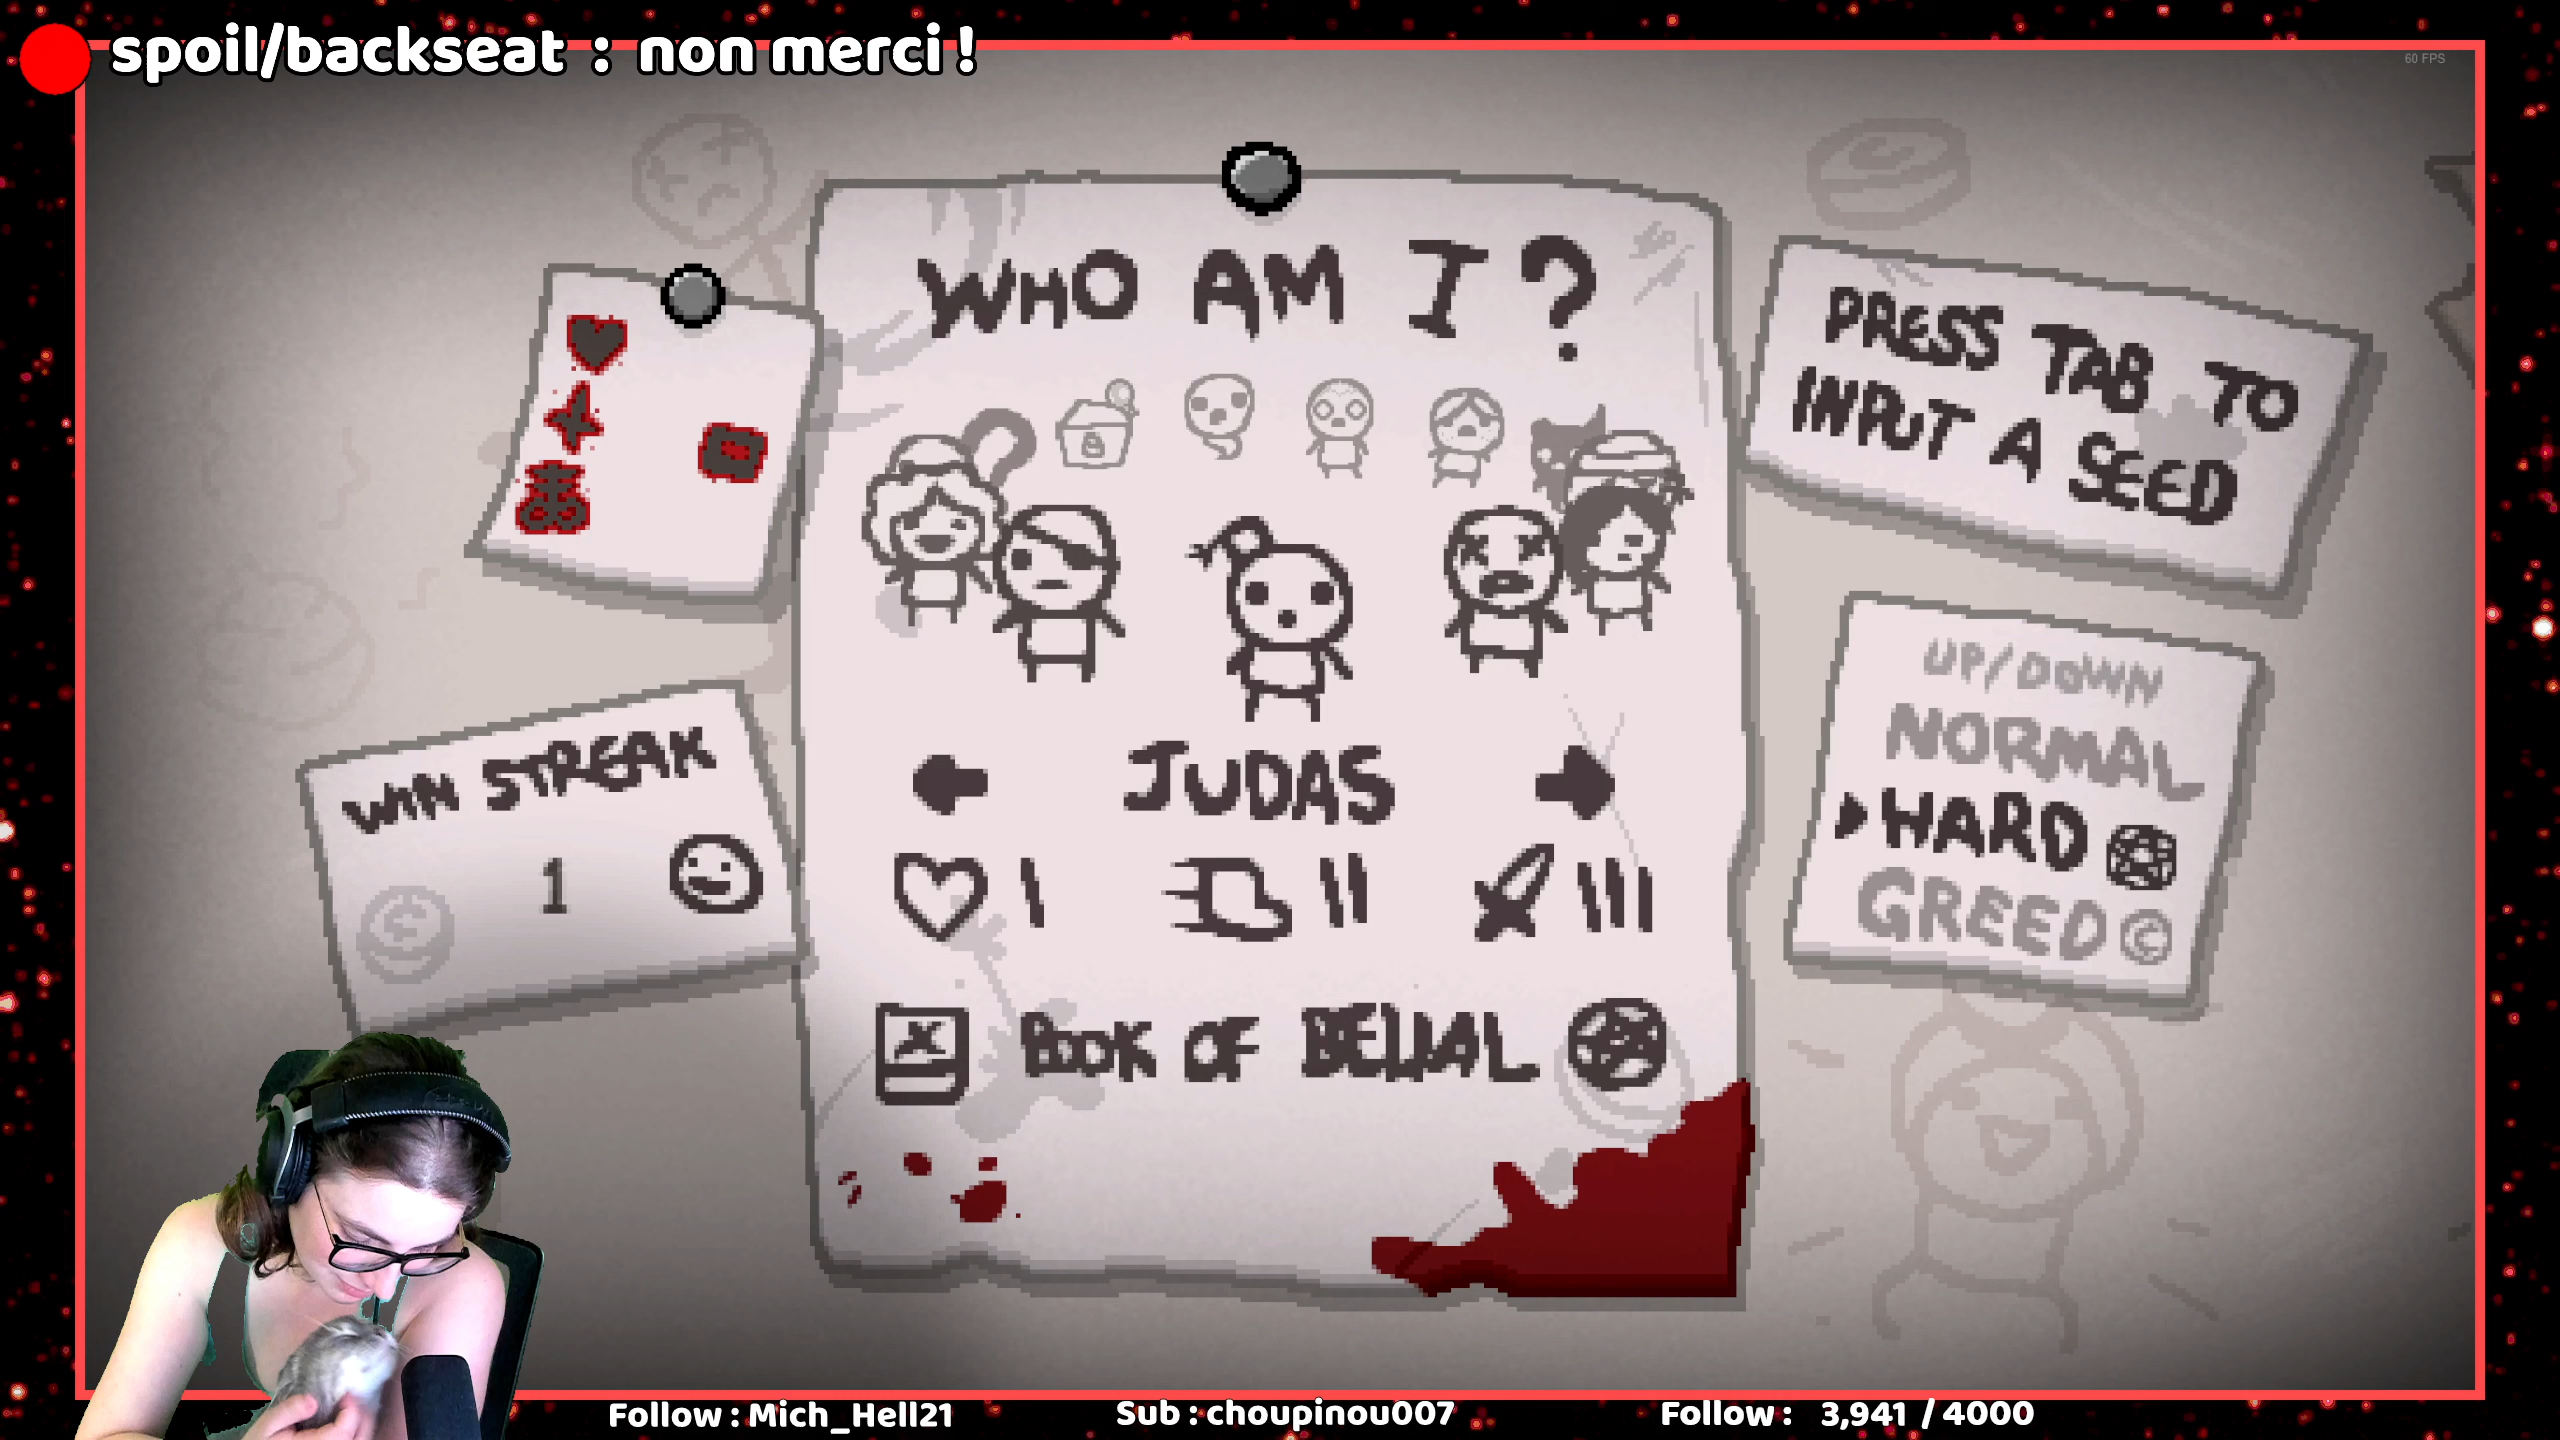 spoil/backseat : non merci !
60 FPS
WHO AM I ?
PRESS TAB TO
INPUT A SEED
UP/DOWN
NORMAL
HARD
GREED
WIN STREAK
1
JUDAS
BOOK OF BELIAL
Follow : Mich_Hell21
Sub : choupinou007
Follow : 3,941 / 4000